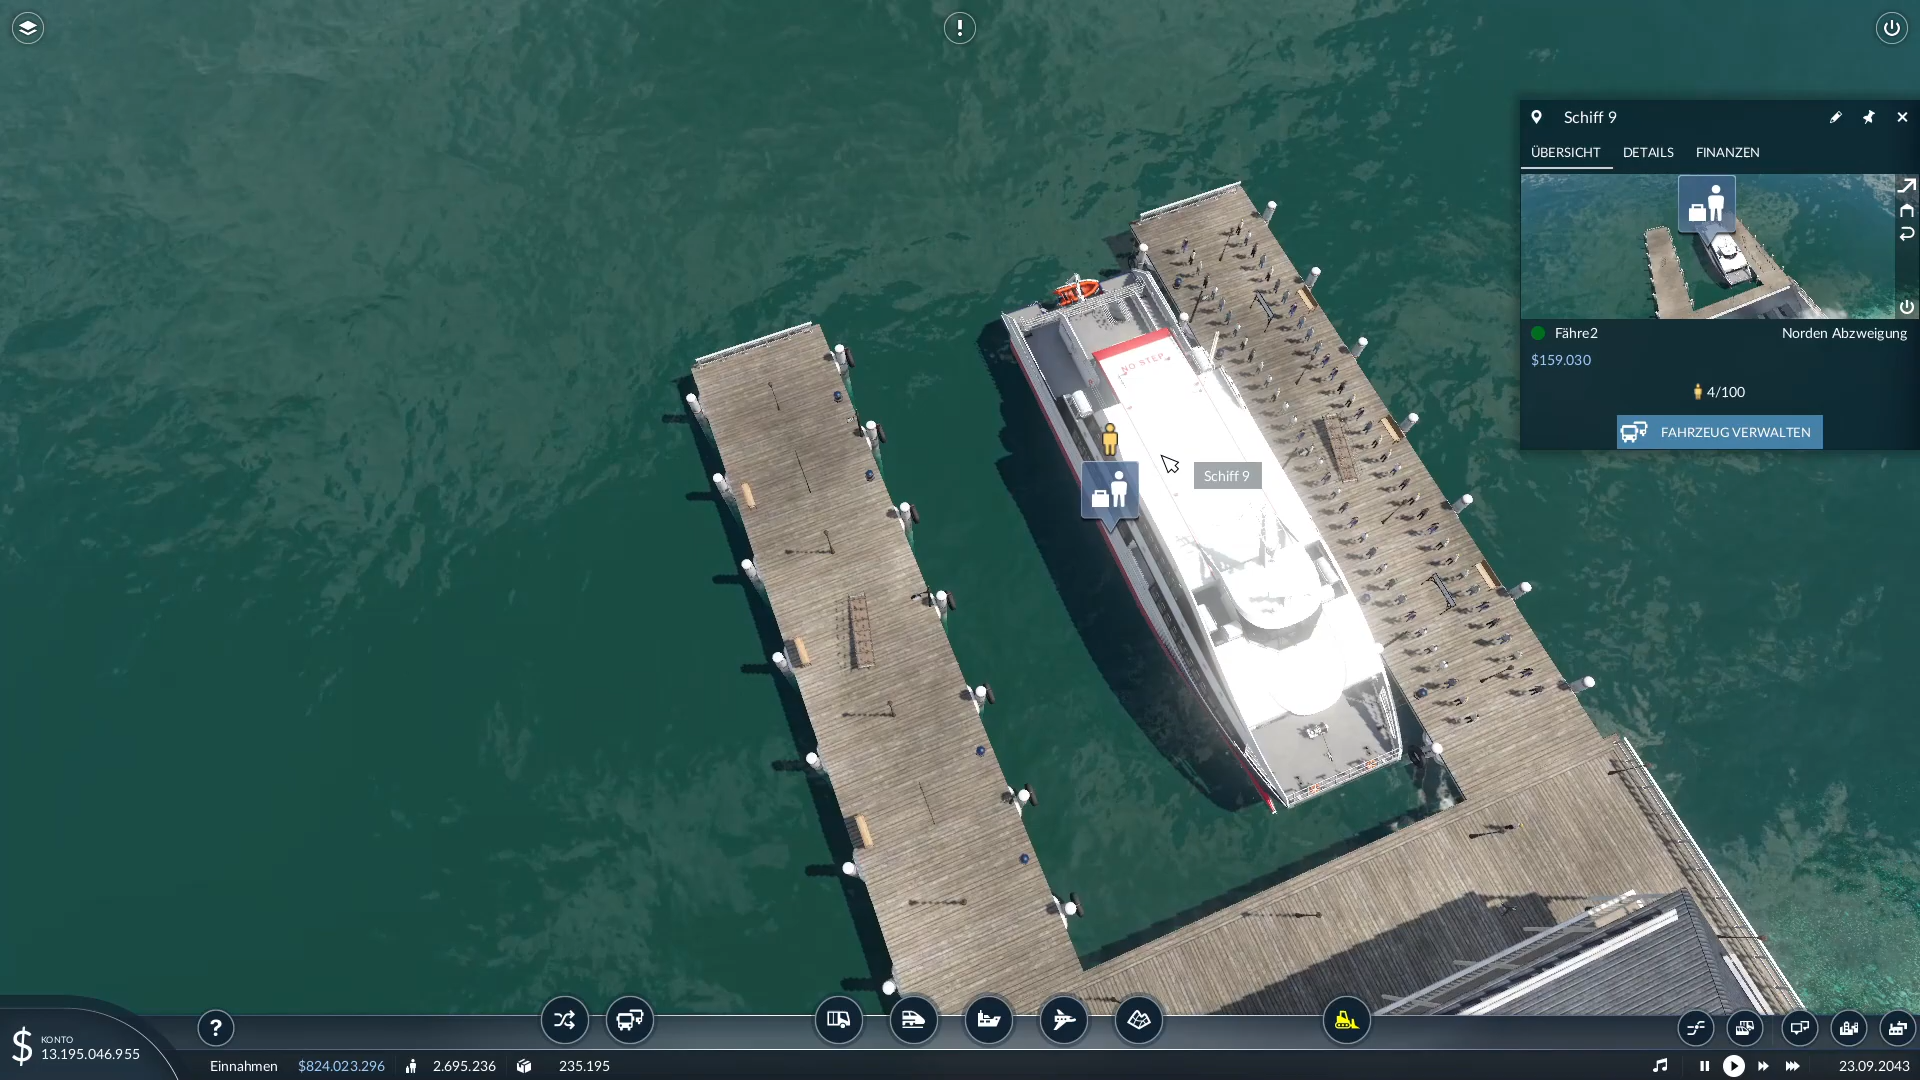 Schiff 9
ÜBERSICHT DETAILS FINANZEN
Fähre2 Norden Abzweigung
$159.030
4/100
FAHRZEUG VERWALTEN
NO STEP
Schiff 9
?
KONTO
$ 13.195.046.955
Einnahmen $824.023.296 2.695.236 235.195
23.09.2043